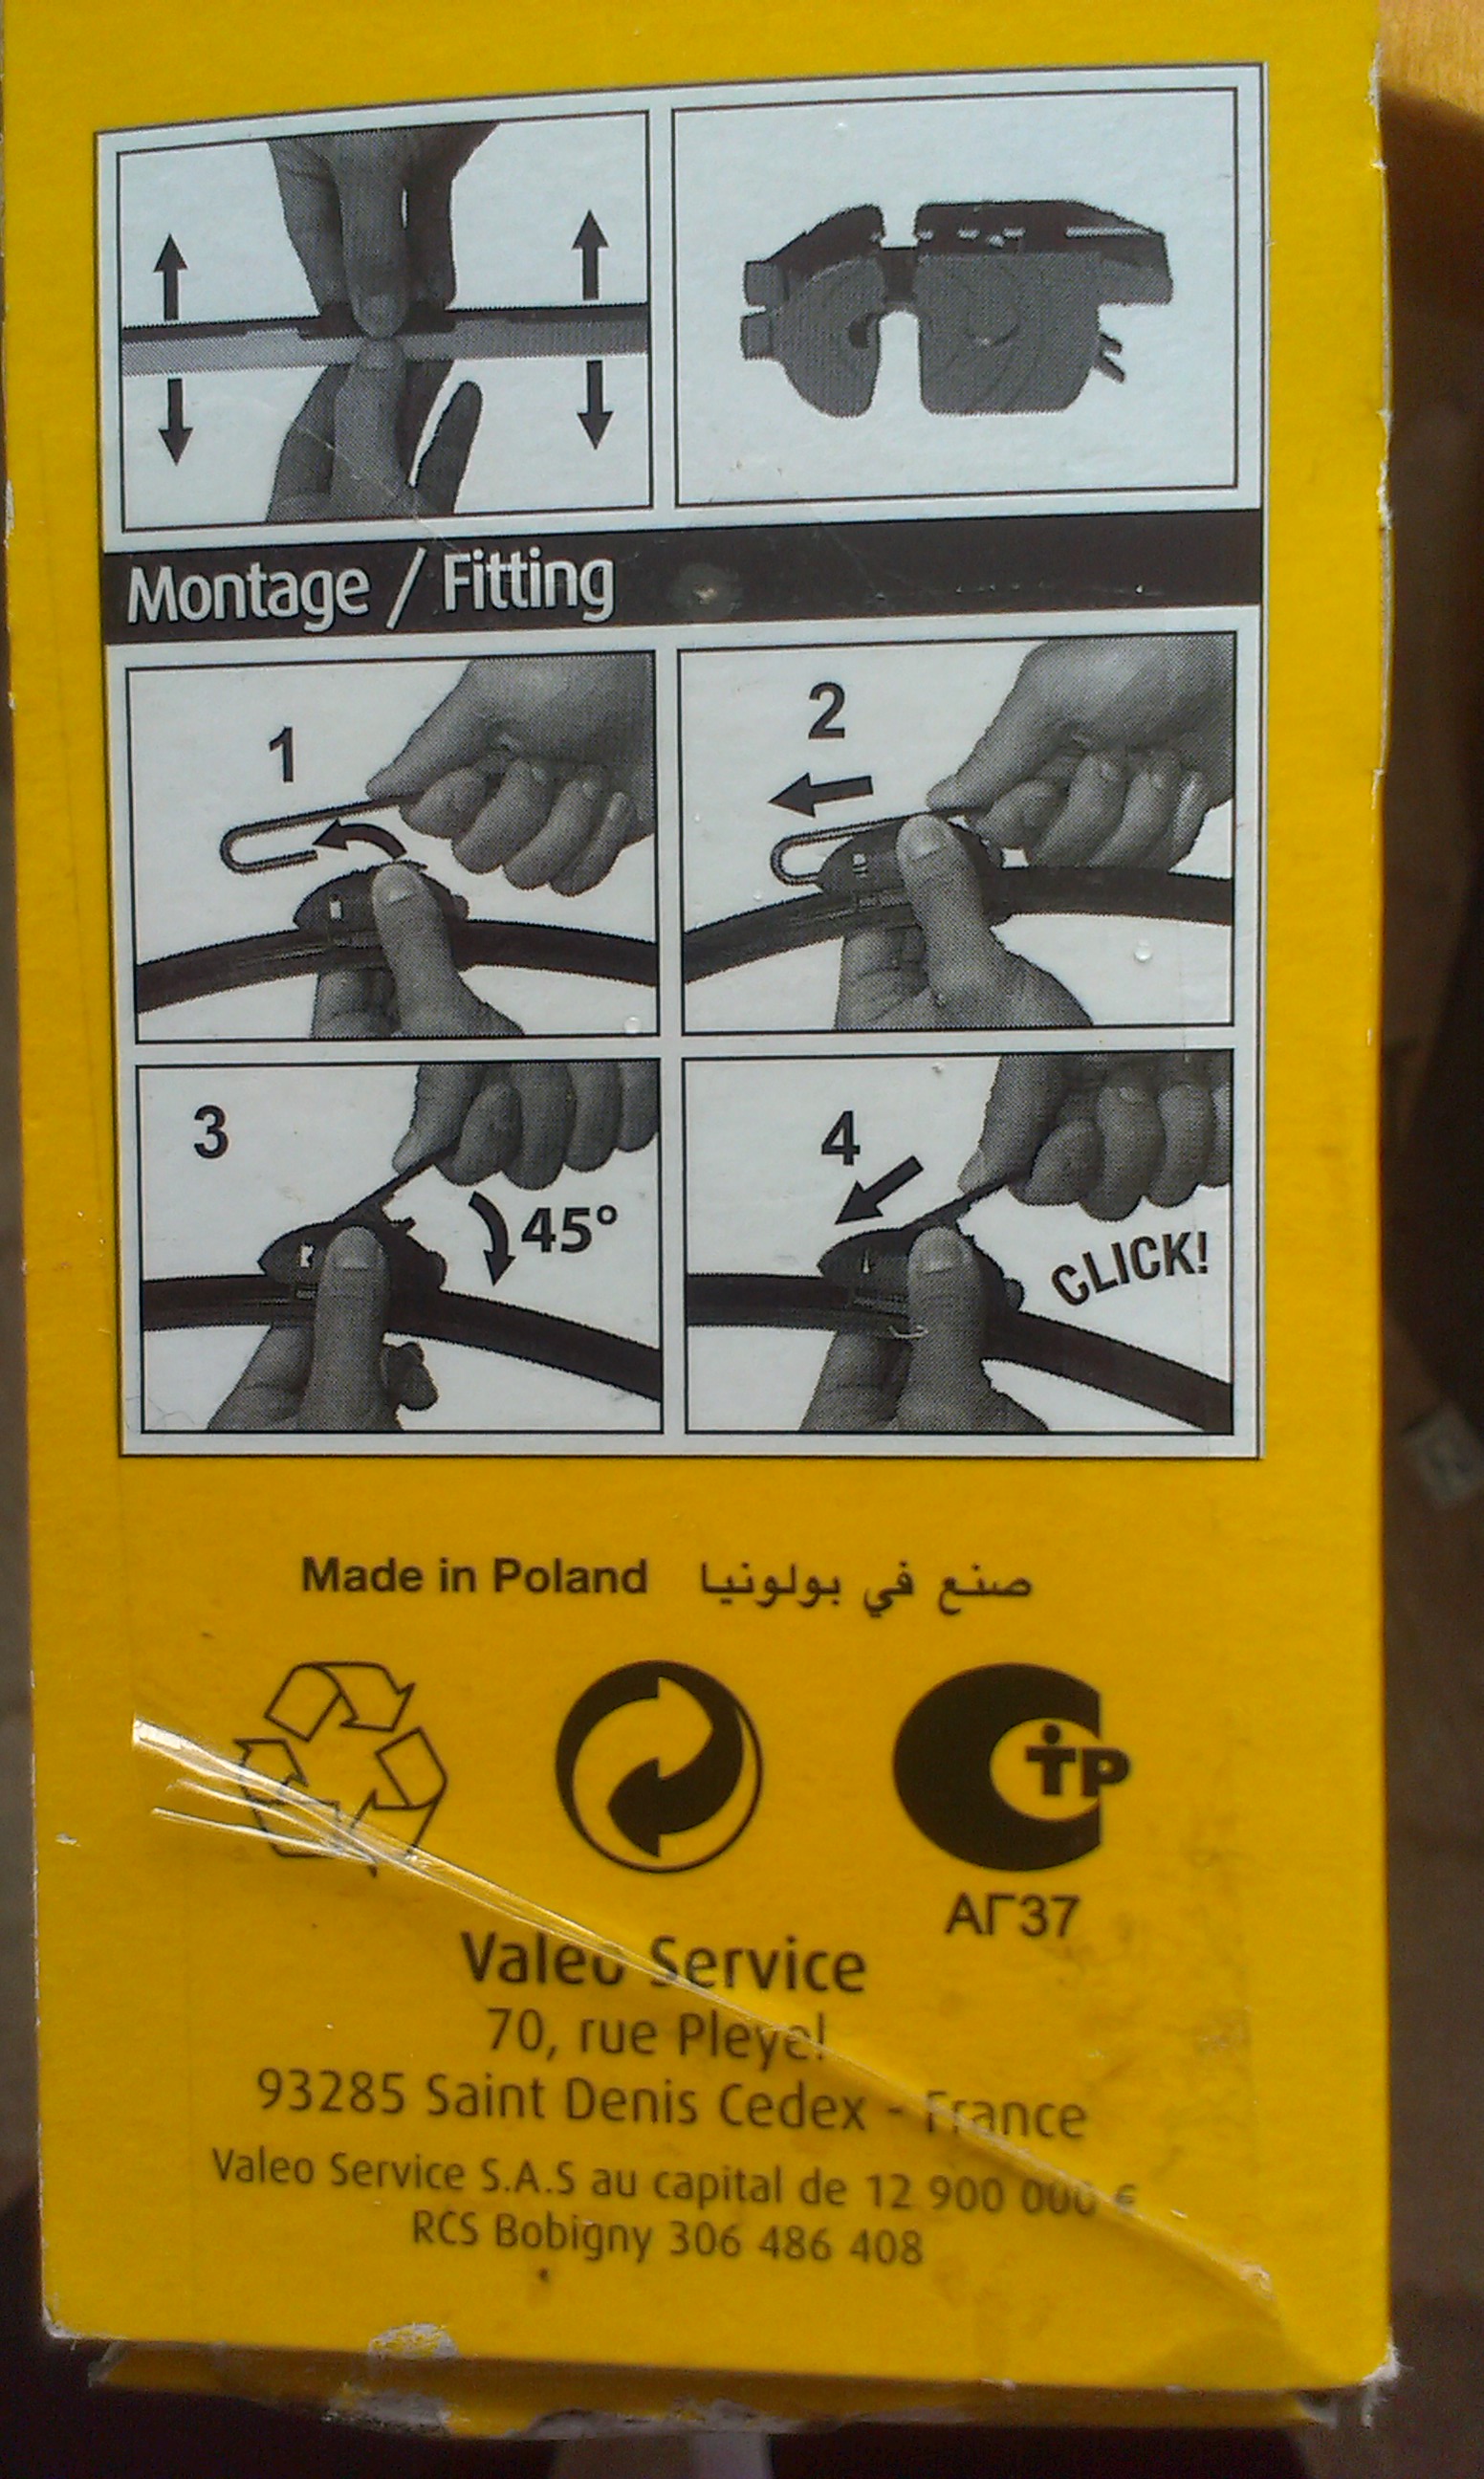 Montage / Fitting
1
2
3
45°
4
CLICK!
Made in Poland صنع في بولونيا
АГ37
Valeo Service
70, rue Pleyel
93285 Saint Denis Cedex - France
Valeo Service S.A.S au capital de 12 900 000 €
RCS Bobigny 306 486 408